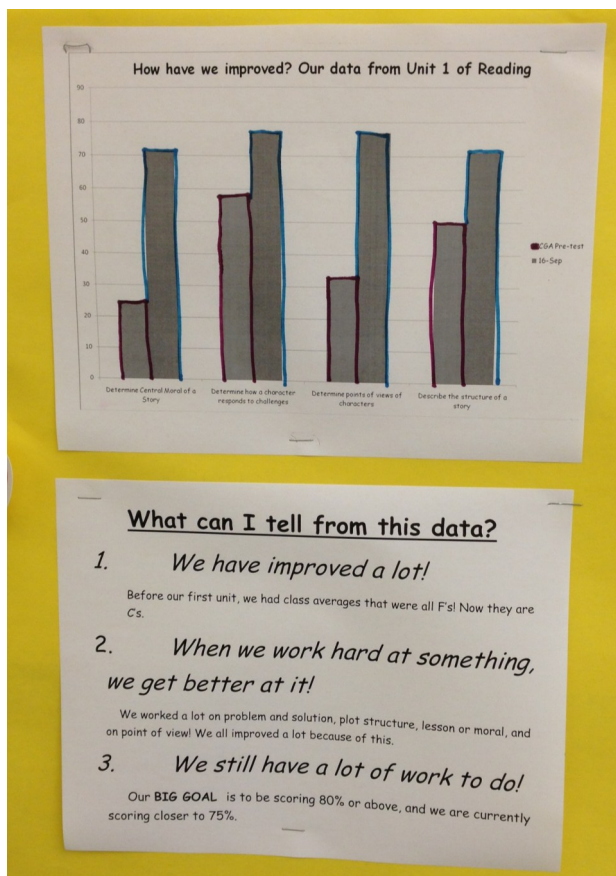 How have we improved? Our data from Unit 1 of Reading
90
80
70
60
50
40
30
20
10
0
CGA Pre-test
16-Sep
Determine Central Moral of a
Story
Determine how a character
responds to challenges
Determine points of views of
characters
Describe the structure of a
story
What can I tell from this data?
1. We have improved a lot!
Before our first unit, we had class averages that were all F's! Now they are
C's.
2. When we work hard at something,
we get better at it!
We worked a lot on problem and solution, plot structure, lesson or moral, and
on point of view! We all improved a lot because of this.
3. We still have a lot of work to do!
Our BIG GOAL is to be scoring 80% or above, and we are currently
scoring closer to 75%.